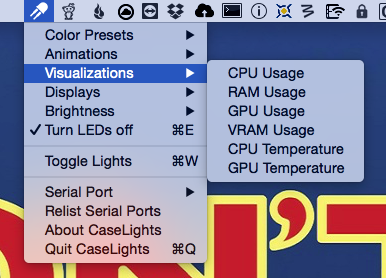 Color Presets
Animations
Visualizations
Displays
Brightness
✓ Turn LEDs off ⌘E
Toggle Lights ⌘W
Serial Port
Relist Serial Ports
About CaseLights
Quit CaseLights ⌘Q
CPU Usage
RAM Usage
GPU Usage
VRAM Usage
CPU Temperature
GPU Temperature
N'T